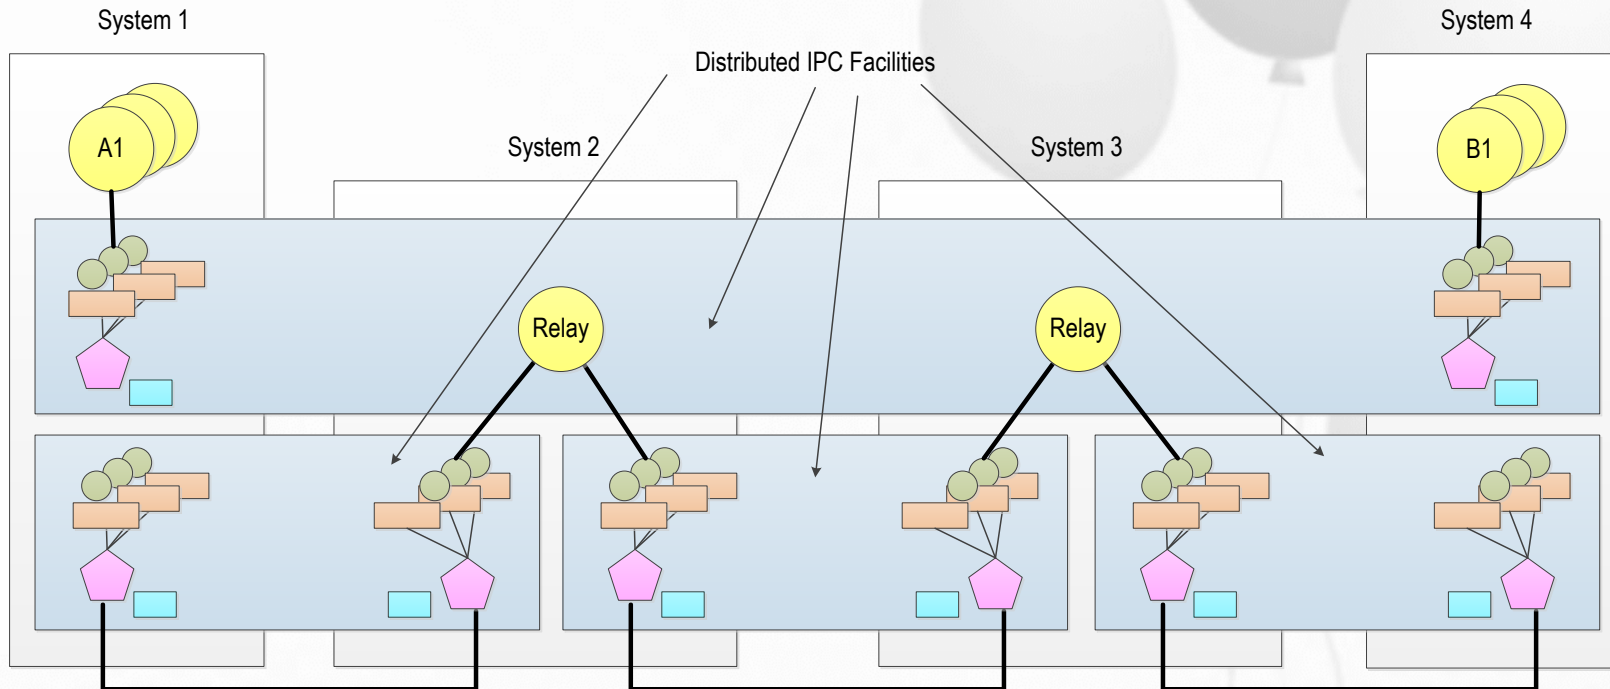 System 1
System 4
Distributed IPC Facilities
System 2
System 3
A1
B1
Relay
Relay